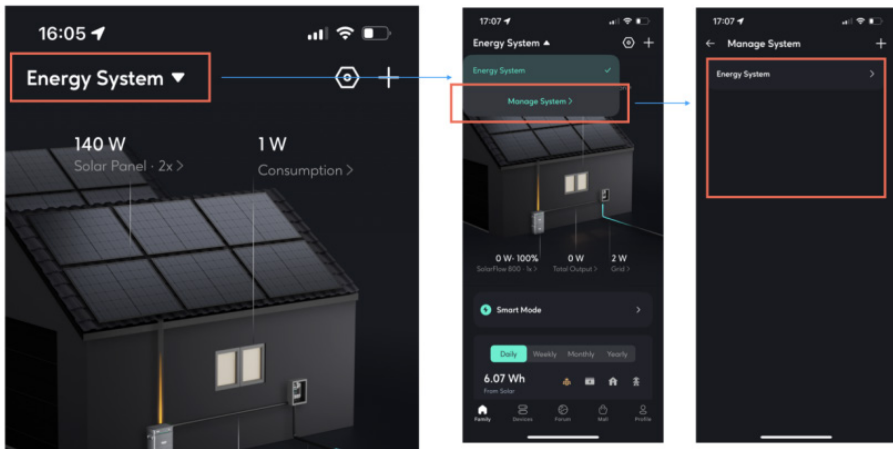 16:05
Energy System ▼
140 W
Solar Panel · 2x >
1 W
Consumption >
17:07
Energy System ▲
Energy System ✓
Manage System >
0 W· 100%
SolarFlow 800 · 1x >
0 W
Total Output >
2 W
Grid >
Smart Mode >
Daily Weekly Monthly Yearly
6.07 Wh
From Solar
Family Devices Forum Mall Profile
17:07
← Manage System +
Energy System >